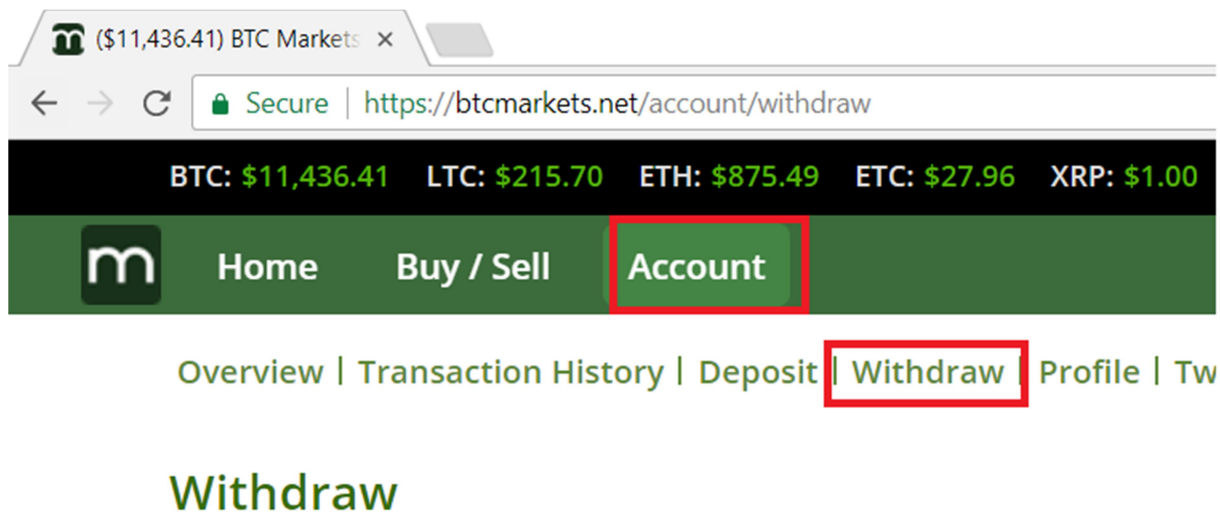 ($11,436.41) BTC Markets
Secure | https://btcmarkets.net/account/withdraw
BTC: $11,436.41 LTC: $215.70 ETH: $875.49 ETC: $27.96 XRP: $1.00
m Home Buy / Sell Account
Overview | Transaction History | Deposit | Withdraw | Profile | Tw
Withdraw